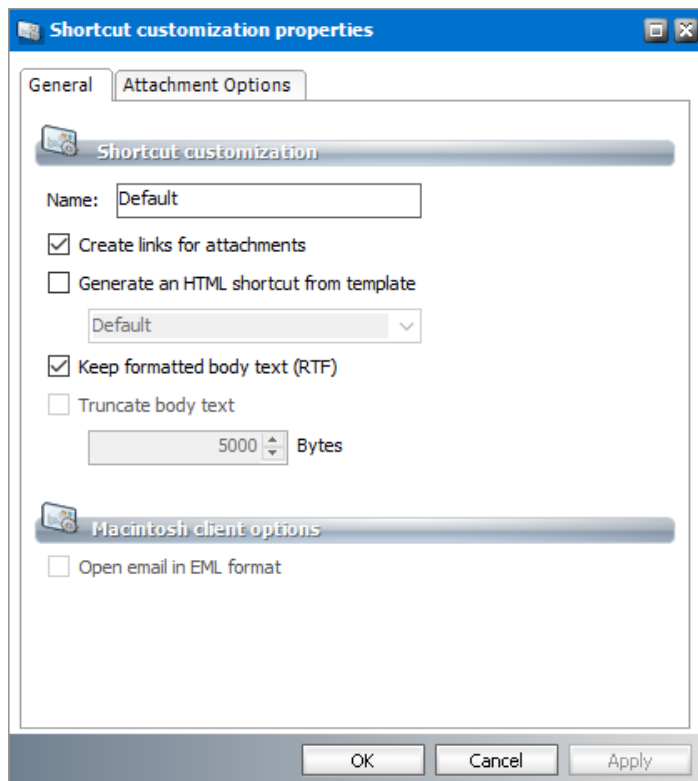 Shortcut customization properties
General Attachment Options
Shortcut customization
Name: Default
Create links for attachments
Generate an HTML shortcut from template
Default
Keep formatted body text (RTF)
Truncate body text
5000 Bytes
Macintosh client options
Open email in EML format
OK Cancel Apply